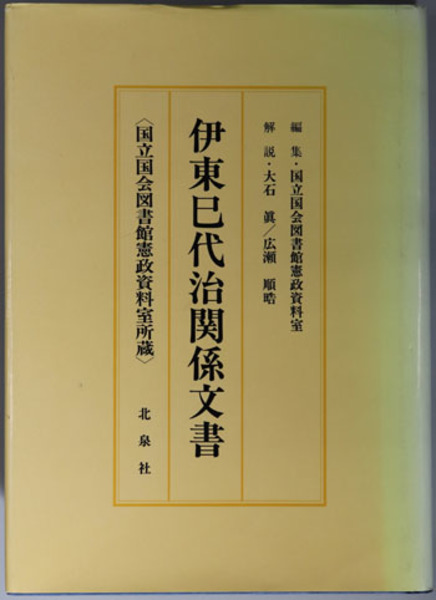 編集・国立国会図書館憲政資料室
解説・大石眞／広瀬順晧
伊東巳代治関係文書
〈国立国会図書館憲政資料室所蔵〉
北泉社